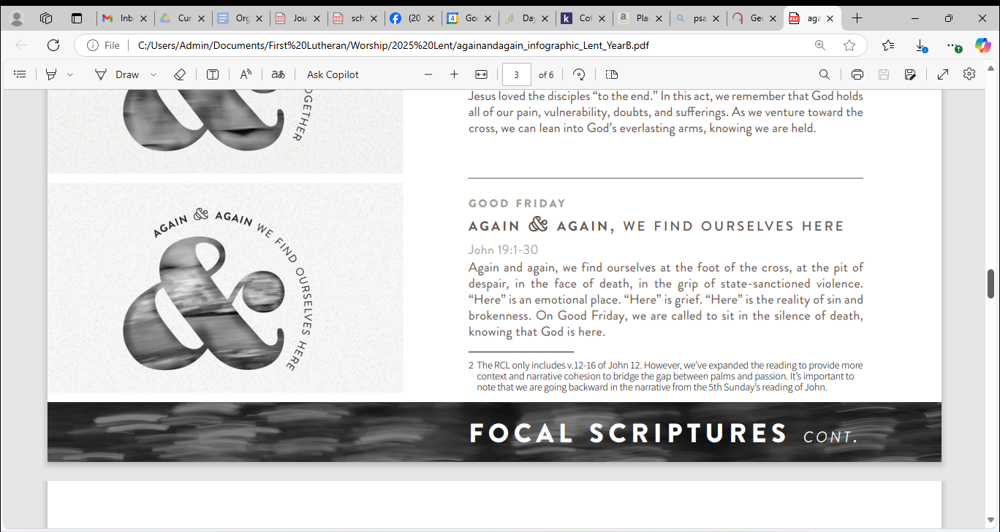 Inb
Cur
Org
Jou
sch
(20
Goo
Day
k
Cof
a
Pla
psa
Ger
aga
File
C:/Users/Admin/Documents/First%20Lutheran/Worship/2025%20Lent/againandagain_infographic_Lent_YearB.pdf
Draw
Ask Copilot
3
of 6
TOGETHER
Jesus loved the disciples “to the end.” In this act, we remember that God holds
all of our pain, vulnerability, doubts, and sufferings. As we venture toward the
cross, we can lean into God’s everlasting arms, knowing we are held.
AGAIN & AGAIN WE FIND OURSELVES HERE
GOOD FRIDAY
AGAIN & AGAIN, WE FIND OURSELVES HERE
John 19:1-30
Again and again, we find ourselves at the foot of the cross, at the pit of
despair, in the face of death, in the grip of state-sanctioned violence.
“Here” is an emotional place. “Here” is grief. “Here” is the reality of sin and
brokenness. On Good Friday, we are called to sit in the silence of death,
knowing that God is here.
2 The RCL only includes v.12-16 of John 12. However, we’ve expanded the reading to provide more
context and narrative cohesion to bridge the gap between palms and passion. It’s important to
note that we are going backward in the narrative from the 5th Sunday’s reading of John.
FOCAL SCRIPTURES CONT.